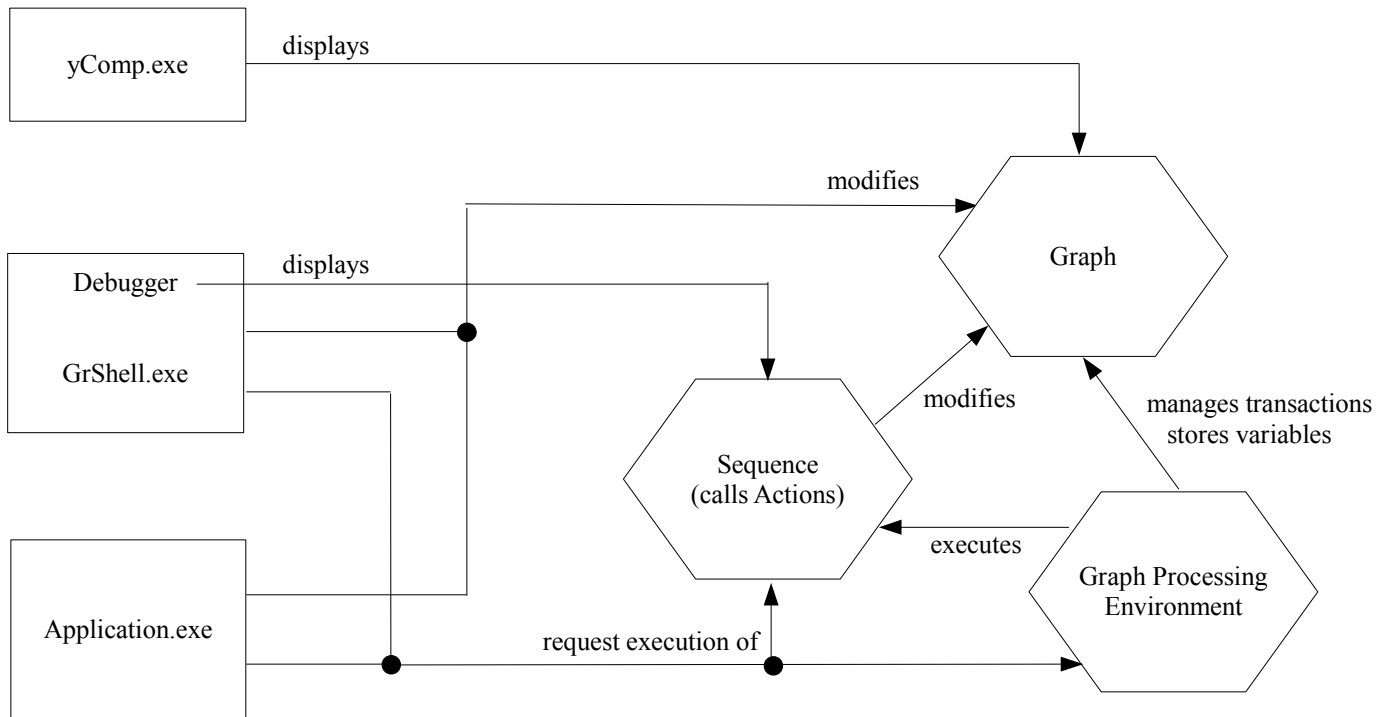 displays
yComp.exe
modifies
Graph
Debugger
displays
GrShell.exe
modifies
manages transactions
stores variables
Sequence
(calls Actions)
executes
Graph Processing
Environment
Application.exe
request execution of